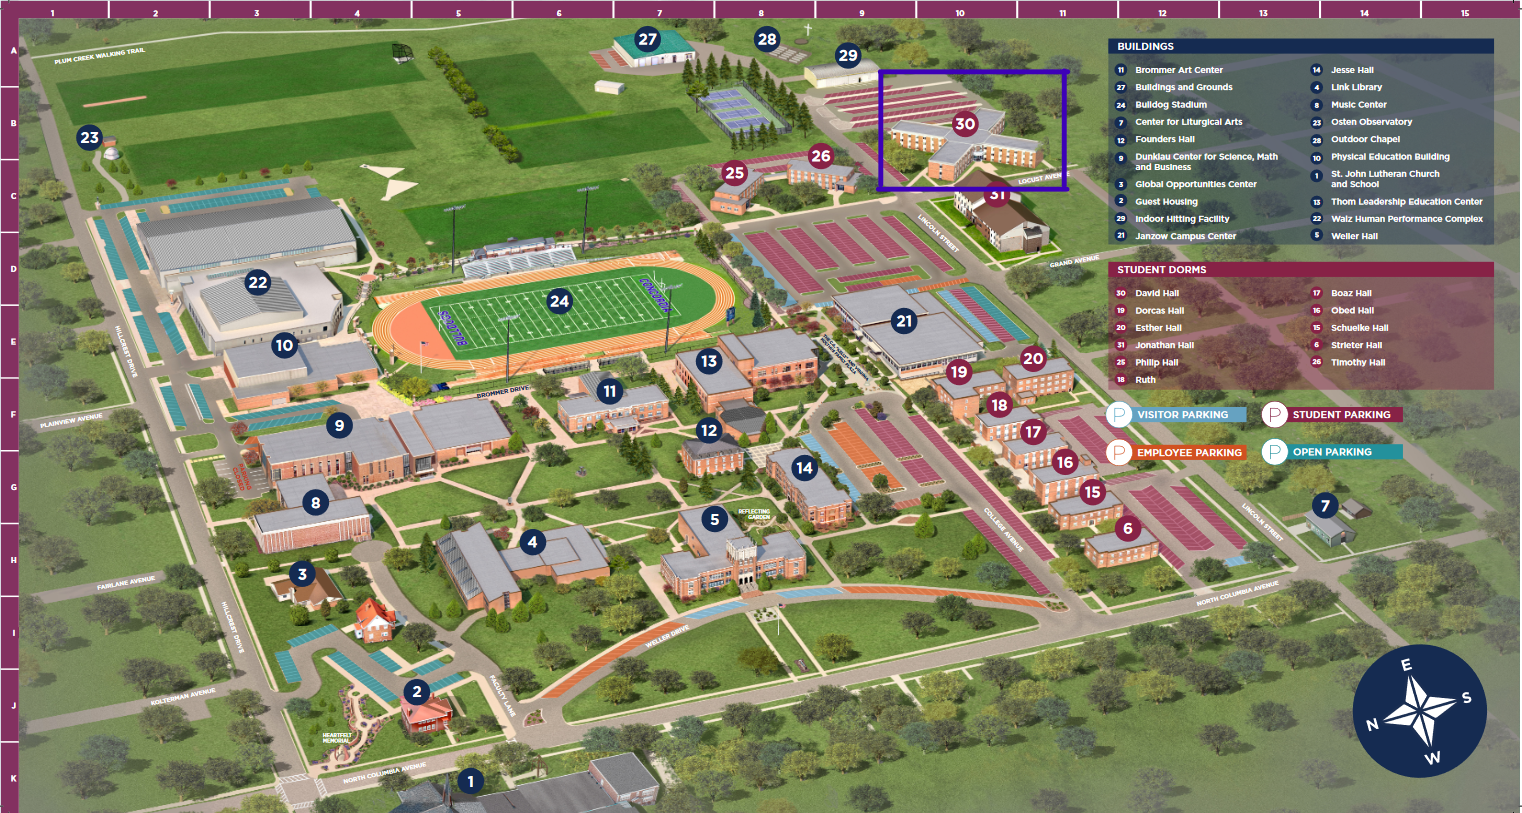 1 2 3 4 5 6 7 8 9 10 11 12 13 14 15
A
B
C
D
E
F
G
H
I
J
K
PLUM CREEK WALKING TRAIL
27
28
29
23
30
26
25
LOCUST AVENUE
31
LINCOLN STREET
GRAND AVENUE
22
24
CONCORDIA
BULLDOGS
21
HILLCREST DRIVE
10
13
20
19
BROMMER DRIVE
11
18
PLAINVIEW AVENUE
9
12
17
14
16
15
8
REFLECTING
GARDEN
5
COLLEGE AVENUE
6
LINCOLN STREET
7
4
3
FAIRLANE AVENUE
HILLCREST DRIVE
NORTH COLUMBIA AVENUE
WELLER DRIVE
KOLTERMAN AVENUE
2
FACULTY LANE
HEARTFELT
MEMORIAL
NORTH COLUMBIA AVENUE
1
BUILDINGS
11 Brommer Art Center
27 Buildings and Grounds
24 Bulldog Stadium
7 Center for Liturgical Arts
12 Founders Hall
9 Dunklau Center for Science, Math
and Business
3 Global Opportunities Center
2 Guest Housing
29 Indoor Hitting Facility
21 Janzow Campus Center
14 Jesse Hall
4 Link Library
8 Music Center
23 Osten Observatory
28 Outdoor Chapel
10 Physical Education Building
1 St. John Lutheran Church
and School
13 Thom Leadership Education Center
22 Walz Human Performance Complex
5 Weller Hall
STUDENT DORMS
30 David Hall
19 Dorcas Hall
20 Esther Hall
31 Jonathan Hall
25 Philip Hall
18 Ruth
17 Boaz Hall
16 Obed Hall
15 Schuelke Hall
6 Strieter Hall
26 Timothy Hall
P VISITOR PARKING
P STUDENT PARKING
P EMPLOYEE PARKING
P OPEN PARKING
E
S
N
W